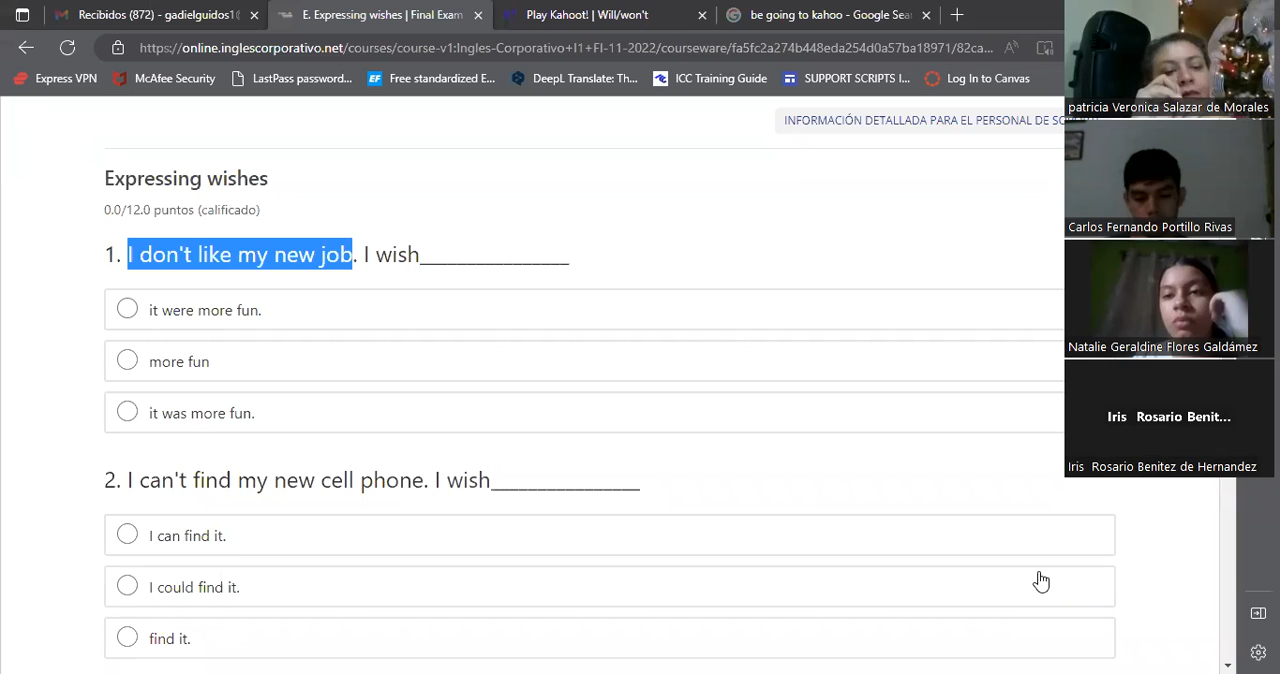 Recibidos (872) - gadielguidos1@
E. Expressing wishes | Final Exam
Play Kahoot! | Will/won't
be going to kahoo - Google Sear
https://online.inglescorporativo.net/courses/course-v1:Ingles-Corporativo+I1+FI-11-2022/courseware/fa5fc2a274b448eda254d0a57ba18971/82ca...
Express VPN
McAfee Security
LastPass password...
Free standardized E...
DeepL Translate: Th...
ICC Training Guide
SUPPORT SCRIPTS I...
Log In to Canvas
INFORMACIÓN DETALLADA PARA EL PERSONAL DE
Expressing wishes
0.0/12.0 puntos (calificado)
1. I don't like my new job. I wish_______________
it were more fun.
more fun
it was more fun.
2. I can't find my new cell phone. I wish_______________
I can find it.
I could find it.
find it.
patricia Veronica Salazar de Morales
Carlos Fernando Portillo Rivas
Natalie Geraldine Flores Galdámez
Iris Rosario Benit...
Iris Rosario Benitez de Hernandez